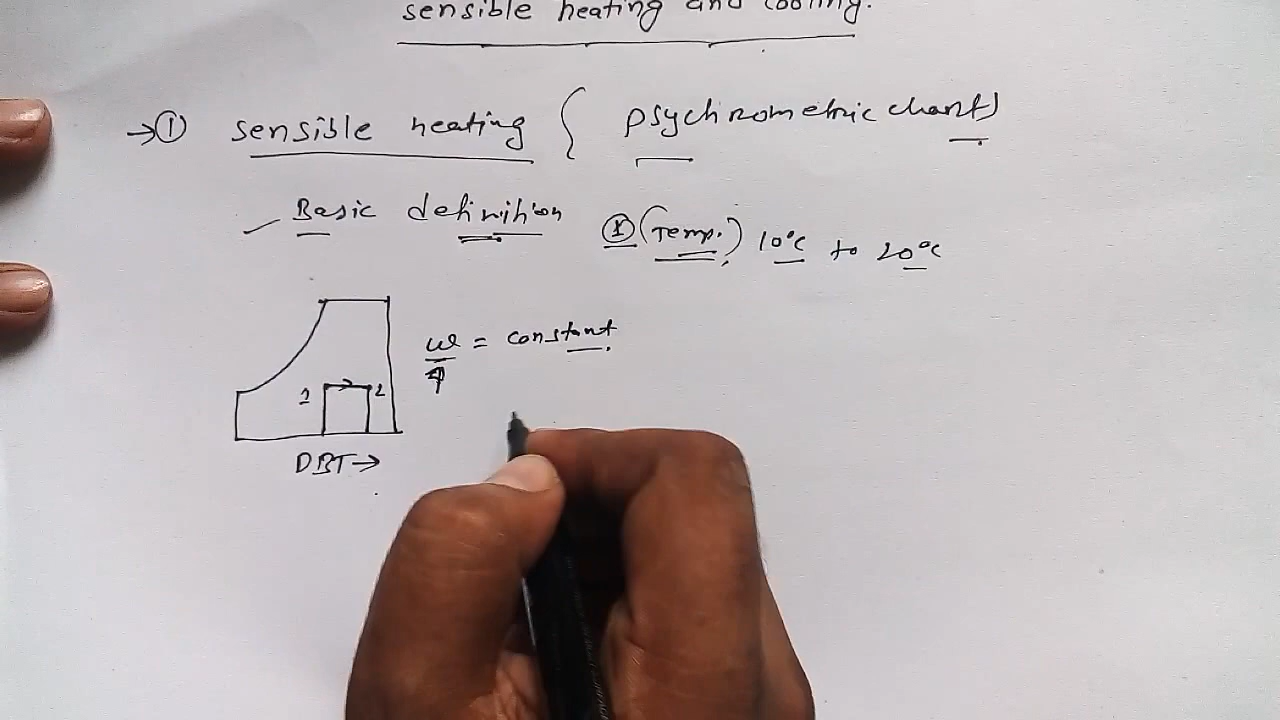 sensible heating and cooling.
→① sensible heating { psychrometric chart)
✓ Basic definition ① (Temp.) 10°C to 20°C
ω = constant
1 2
DBT→